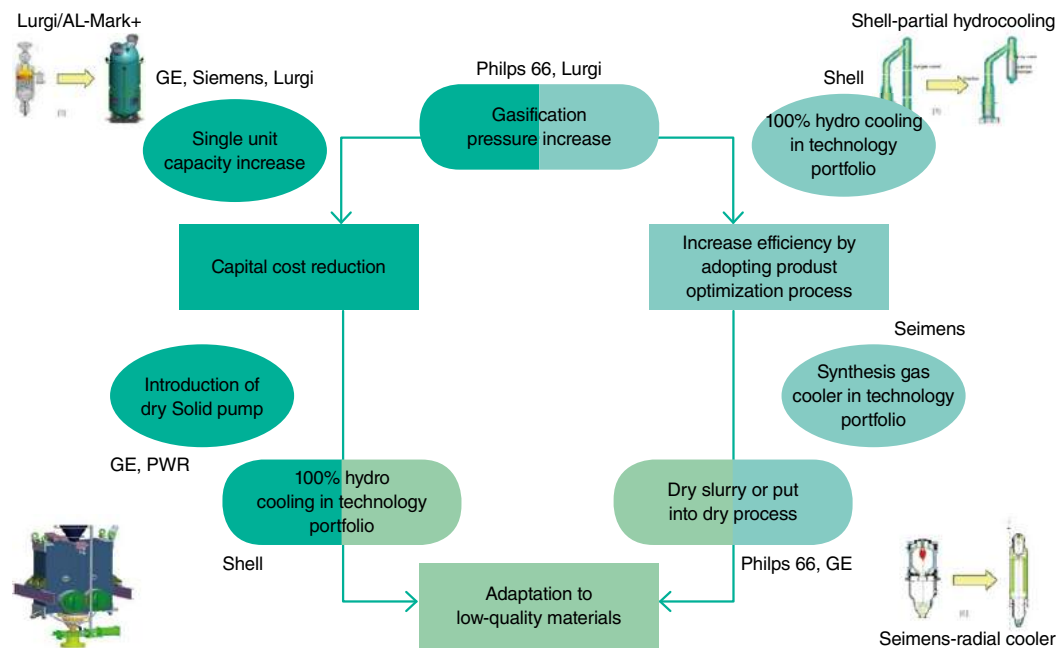 Lurgi/AL-Mark+
Shell-partial hydrocooling
GE, Siemens, Lurgi
Philps 66, Lurgi
Shell
Single unit
capacity increase
Gasification
pressure increase
100% hydro cooling
in technology
portfolio
Capital cost reduction
Increase efficiency by
adopting produst
optimization process
Seimens
Introduction of
dry Solid pump
Synthesis gas
cooler in technology
portfolio
GE, PWR
100% hydro
cooling in technology
portfolio
Dry slurry or put
into dry process
Shell
Philps 66, GE
Adaptation to
low-quality materials
Seimens-radial cooler